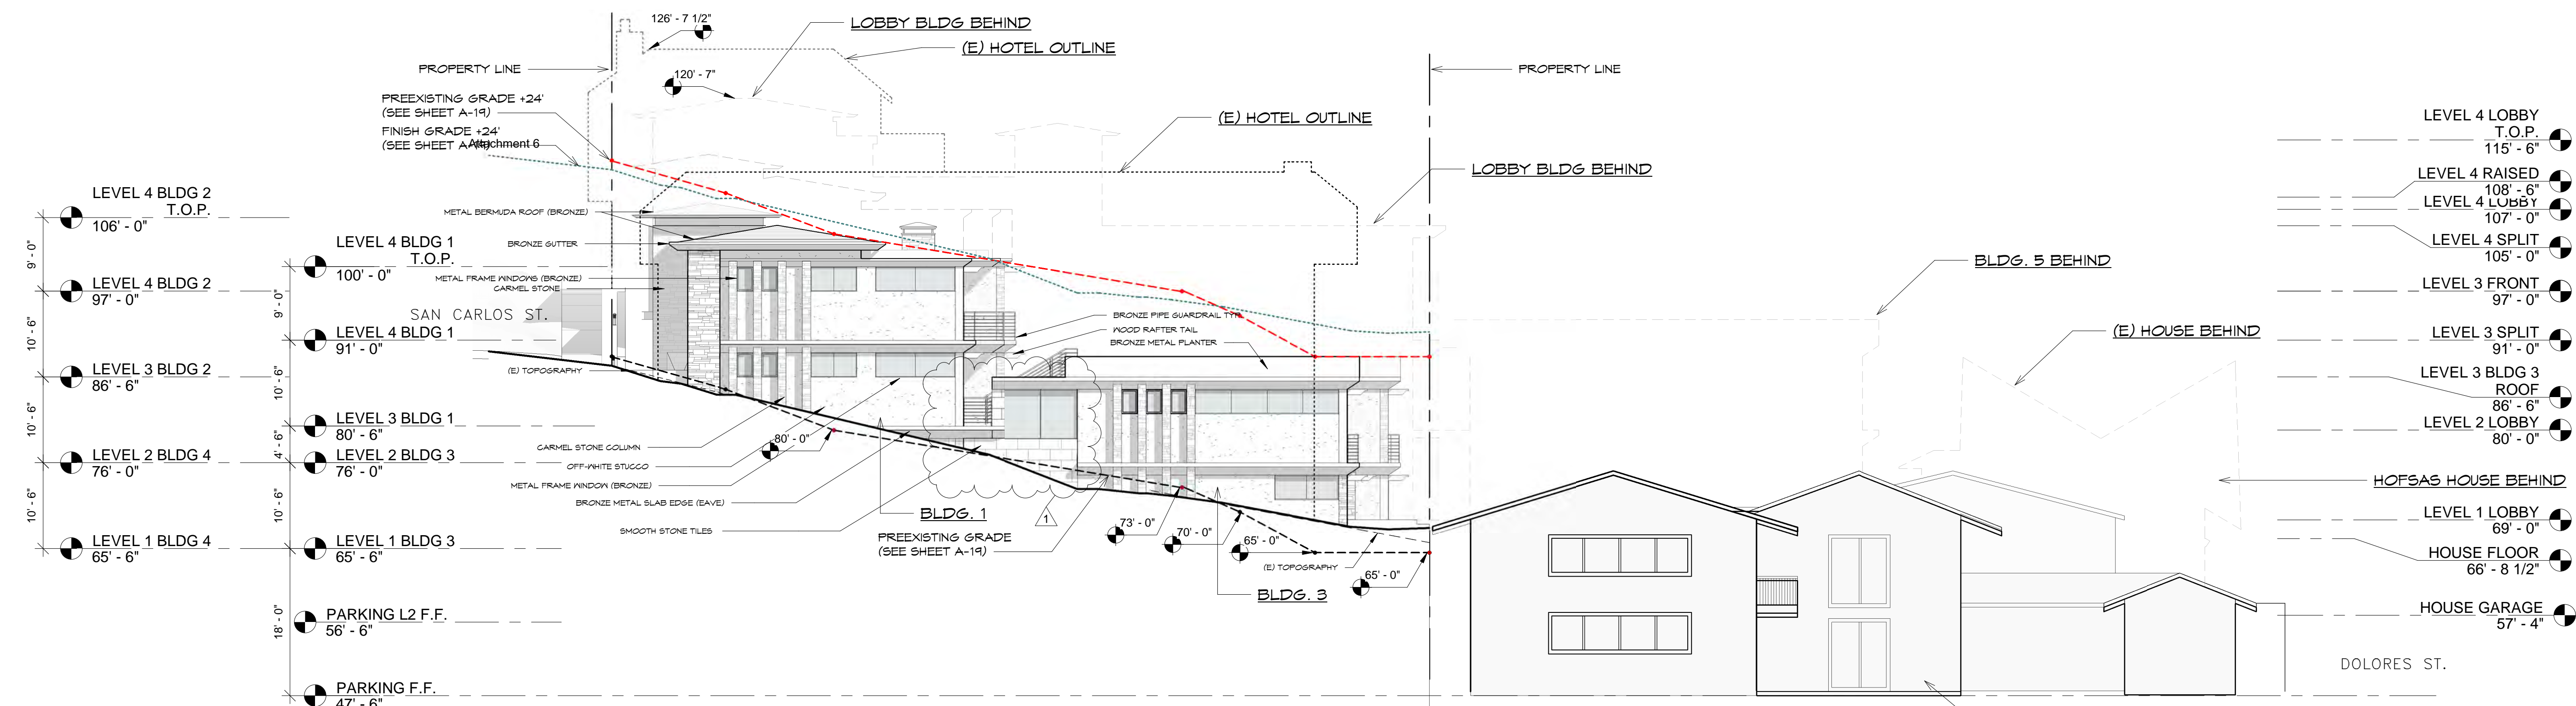 126' - 7 1/2"
LOBBY BLDG BEHIND
(E) HOTEL OUTLINE
PROPERTY LINE
120' - 7"
PROPERTY LINE
PREEXISTING GRADE +24'
(SEE SHEET A-19)
FINISH GRADE +24'
(SEE SHEET A-19)
Attachment 6
(E) HOTEL OUTLINE
LOBBY BLDG BEHIND
LEVEL 4 BLDG 2
T.O.P.
106' - 0"
9' - 0"
LEVEL 4 BLDG 2
97' - 0"
10' - 6"
LEVEL 3 BLDG 2
86' - 6"
10' - 6"
LEVEL 2 BLDG 4
76' - 0"
10' - 6"
LEVEL 1 BLDG 4
65' - 6"
LEVEL 4 BLDG 1
T.O.P.
100' - 0"
9' - 0"
LEVEL 4 BLDG 1
91' - 0"
10' - 6"
LEVEL 3 BLDG 1
80' - 6"
4' - 6"
LEVEL 2 BLDG 3
76' - 0"
10' - 6"
LEVEL 1 BLDG 3
65' - 6"
18' - 0"
PARKING L2 F.F.
56' - 6"
PARKING F.F.
47' - 6"
METAL BERMUDA ROOF (BRONZE)
BRONZE GUTTER
METAL FRAME WINDOWS (BRONZE)
CARMEL STONE
SAN CARLOS ST.
(E) TOPOGRAPHY
CARMEL STONE COLUMN
OFF-WHITE STUCCO
METAL FRAME WINDOW (BRONZE)
BRONZE METAL SLAB EDGE (EAVE)
SMOOTH STONE TILES
80' - 0"
BRONZE PIPE GUARDRAIL TYP.
WOOD RAFTER TAIL
BRONZE METAL PLANTER
BLDG. 1
1
PREEXISTING GRADE
(SEE SHEET A-19)
73' - 0"
70' - 0"
65' - 0"
(E) TOPOGRAPHY
65' - 0"
BLDG. 3
BLDG. 5 BEHIND
(E) HOUSE BEHIND
HOFSAS HOUSE BEHIND
LEVEL 4 LOBBY
T.O.P.
115' - 6"
LEVEL 4 RAISED
108' - 6"
LEVEL 4 LOBBY
107' - 0"
LEVEL 4 SPLIT
105' - 0"
LEVEL 3 FRONT
97' - 0"
LEVEL 3 SPLIT
91' - 0"
LEVEL 3 BLDG 3
ROOF
86' - 6"
LEVEL 2 LOBBY
80' - 0"
LEVEL 1 LOBBY
69' - 0"
HOUSE FLOOR
66' - 8 1/2"
HOUSE GARAGE
57' - 4"
DOLORES ST.